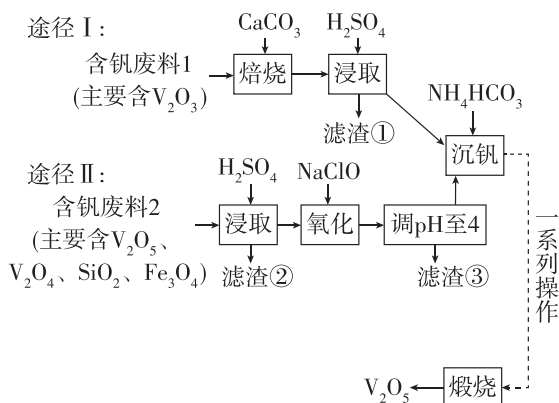 途径Ⅰ:
CaCO₃ H₂SO₄
含钒废料1
(主要含V₂O₃)
焙烧 浸取
NH₄HCO₃
滤渣①
沉钒
途径Ⅱ:
H₂SO₄ NaClO
含钒废料2
(主要含V₂O₅、
V₂O₄、SiO₂、Fe₃O₄)
浸取 氧化 调pH至4
滤渣② 滤渣③
一系列操作
V₂O₅ 煅烧